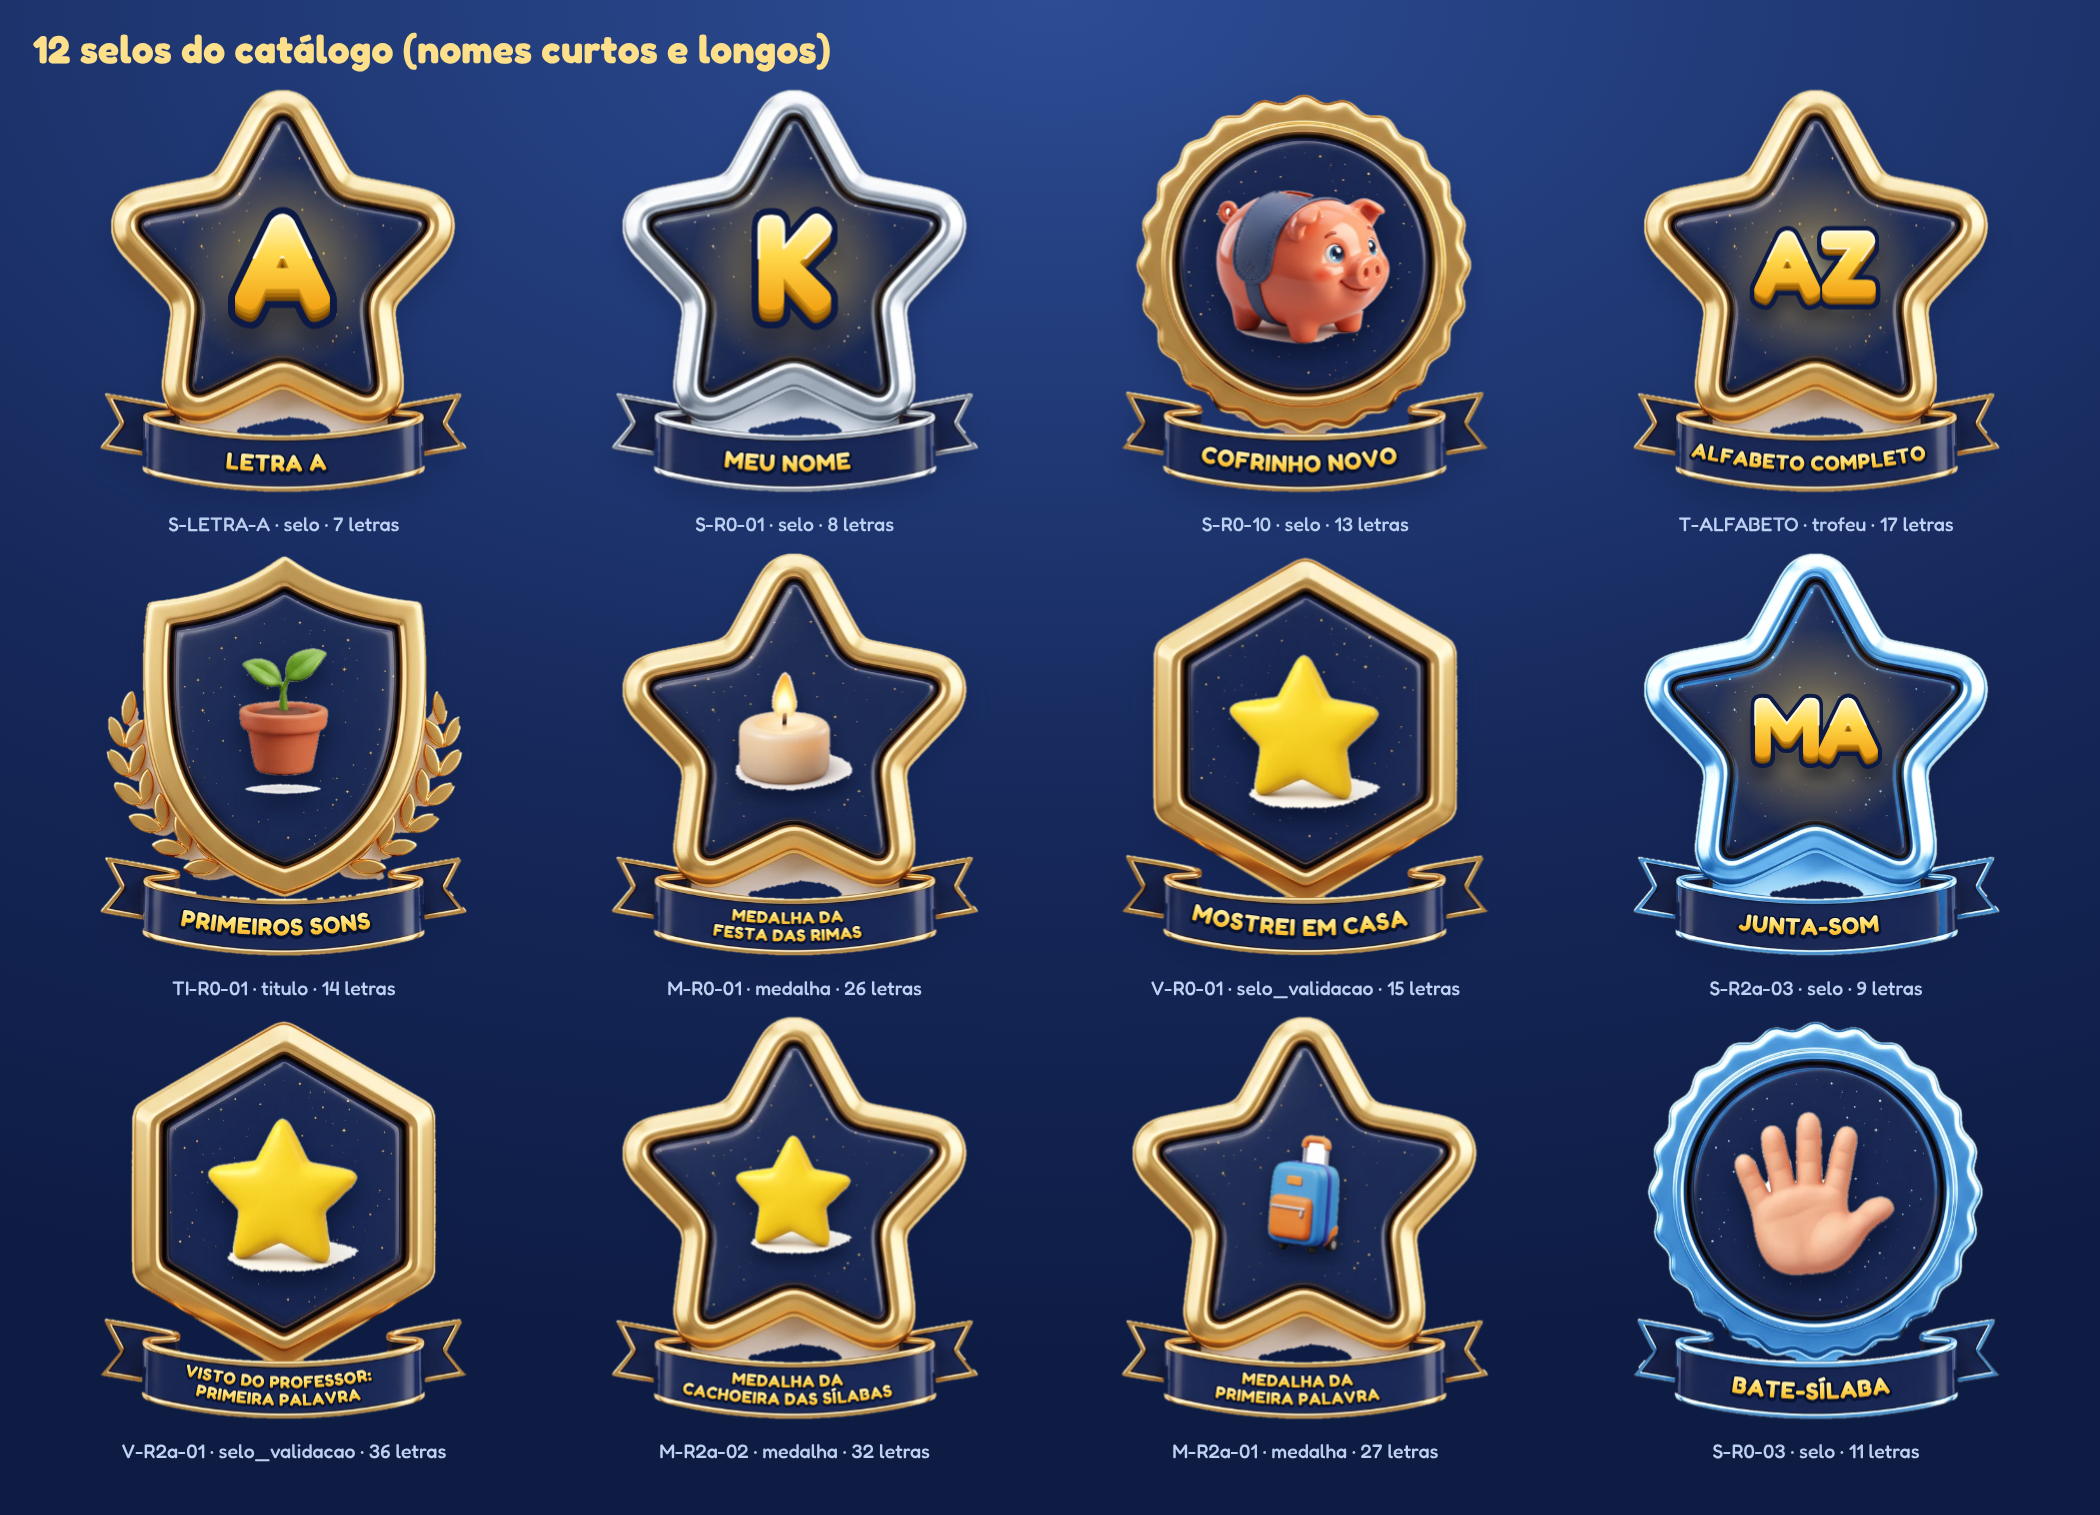 12 selos do catálogo (nomes curtos e longos)
A
LETRA A
S-LETRA-A · selo · 7 letras
K
MEU NOME
S-R0-01 · selo · 8 letras
COFRINHO NOVO
S-R0-10 · selo · 13 letras
AZ
ALFABETO COMPLETO
T-ALFABETO · trofeu · 17 letras
PRIMEIROS SONS
TI-R0-01 · titulo · 14 letras
MEDALHA DA
FESTA DAS RIMAS
M-R0-01 · medalha · 26 letras
MOSTREI EM CASA
V-R0-01 · selo_validacao · 15 letras
MA
JUNTA-SOM
S-R2a-03 · selo · 9 letras
VISTO DO PROFESSOR:
PRIMEIRA PALAVRA
V-R2a-01 · selo_validacao · 36 letras
MEDALHA DA
CACHOEIRA DAS SÍLABAS
M-R2a-02 · medalha · 32 letras
MEDALHA DA
PRIMEIRA PALAVRA
M-R2a-01 · medalha · 27 letras
BATE-SÍLABA
S-R0-03 · selo · 11 letras